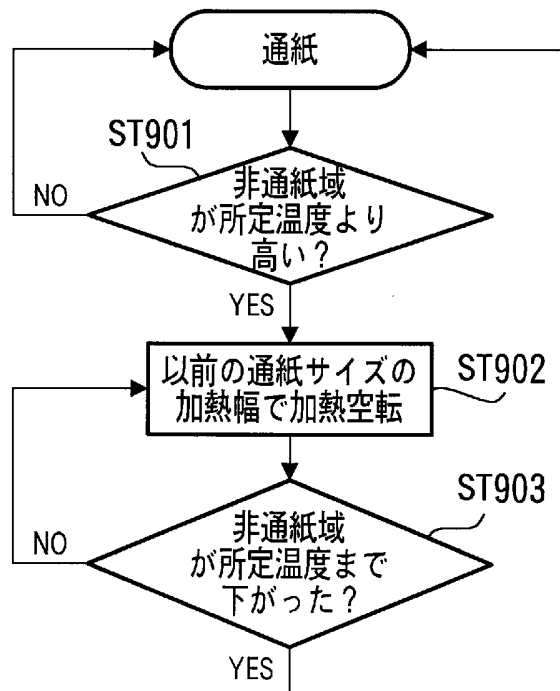 通紙
ST901
非通紙域
が所定温度より
高い？
NO
YES
以前の通紙サイズの
加熱幅で加熱空転
ST902
ST903
非通紙域
が所定温度まで
下がった？
NO
YES